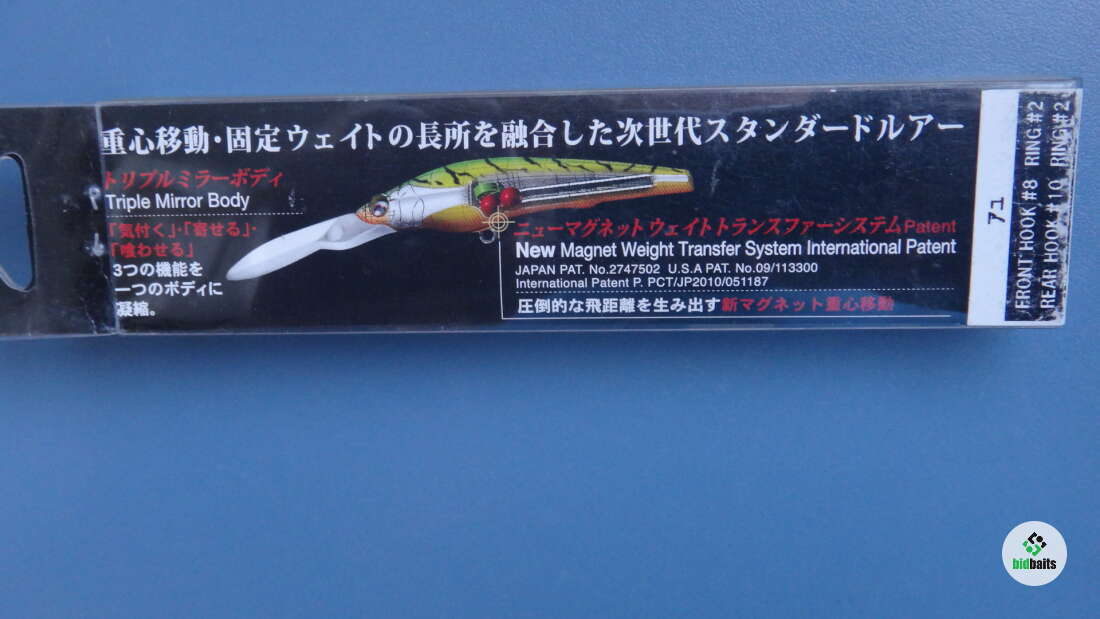 重心移動・固定ウェイトの長所を融合した次世代スタンダードルアー
トリプルミラーボディ
Triple Mirror Body
「気付く」・「寄せる」・
「喰わせる」
3つの機能を
一つのボディに
凝縮。
ニューマグネットウェイトトランスファーシステムPatent
New Magnet Weight Transfer System International Patent
JAPAN PAT. No.2747502 U.S.A PAT. No.09/113300
International Patent P. PCT/JP2010/051187
圧倒的な飛距離を生み出す新マグネット重心移動
71
FRONT HOOK #8 RING #2
REAR HOOK #10 RING #2
bidbaits